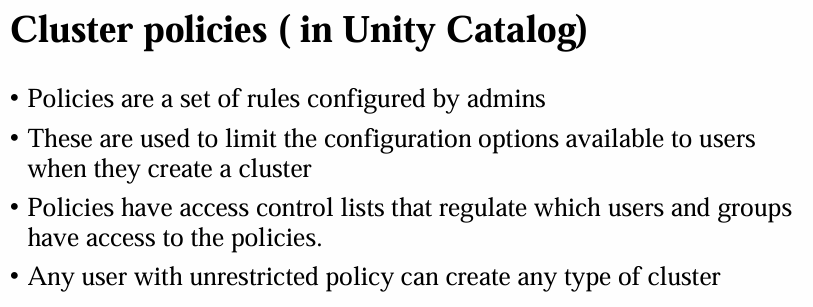 Cluster policies ( in Unity Catalog)
• Policies are a set of rules configured by admins
• These are used to limit the configuration options available to users
when they create a cluster
• Policies have access control lists that regulate which users and groups
have access to the policies.
• Any user with unrestricted policy can create any type of cluster